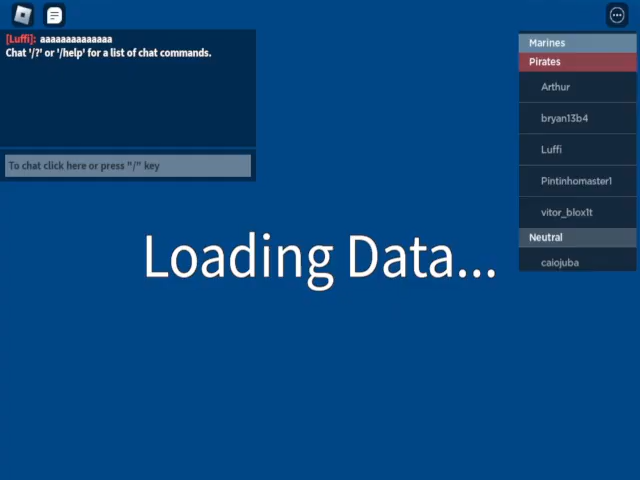 [Luffi]: aaaaaaaaaaaaaa
Chat '/?' or '/help' for a list of chat commands.
To chat click here or press "/" key
Marines
Pirates
Arthur
bryan13b4
Luffi
Pintinhomaster1
vitor_blox1t
Neutral
caiojuba
Loading Data...